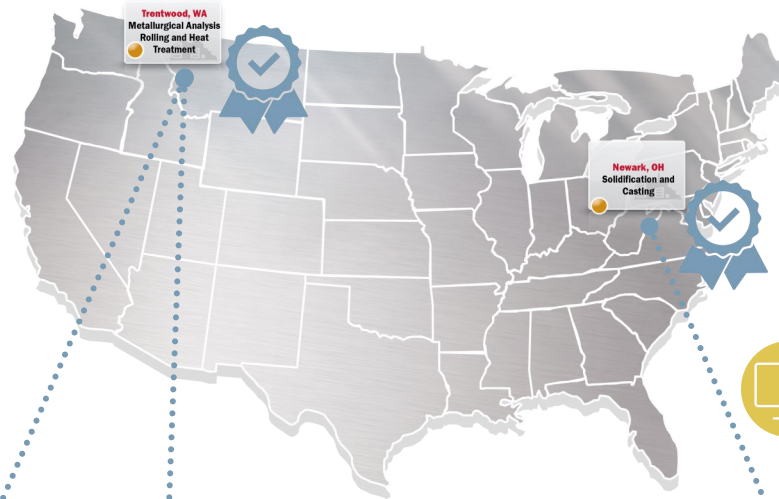 Trentwood, WA
Metallurgical Analysis
Rolling and Heat
Treatment
Newark, OH
Solidification and
Casting